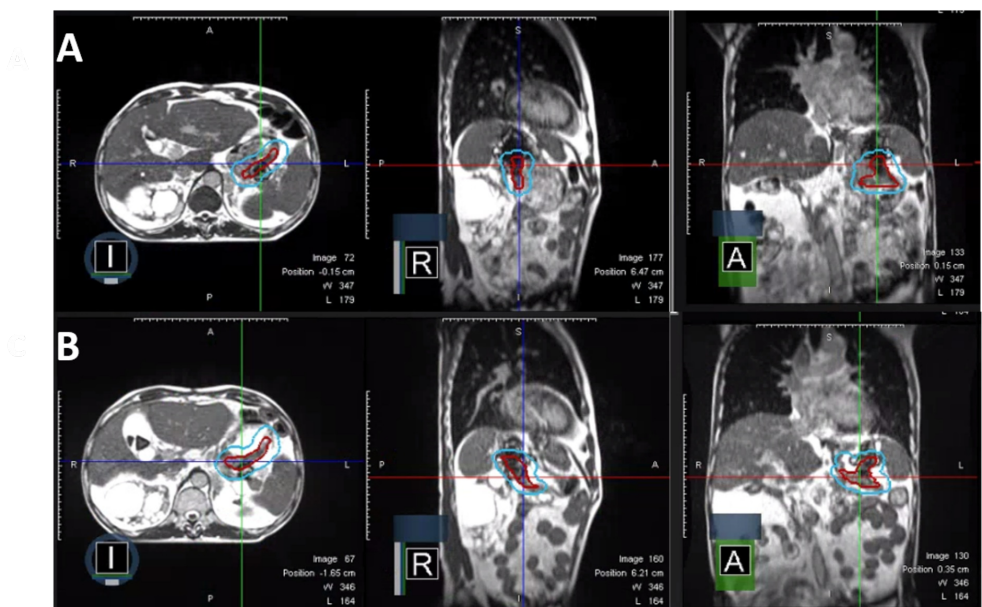 A
A
S
S
R
L
P
A
R
L
I
R
A
Image 72
Position -0.15 cm
W 347
L 179
Image 177
Position 6.47 cm
W 347
L 179
Image 133
Position 0.15 cm
W 347
L 179
P
I
I
B
A
S
S
R
L
P
A
R
L
I
R
A
Image 67
Position -1.65 cm
W 346
L 164
Image 160
Position 6.21 cm
W 346
L 164
Image 130
Position 0.35 cm
W 346
L 164
P
I
I